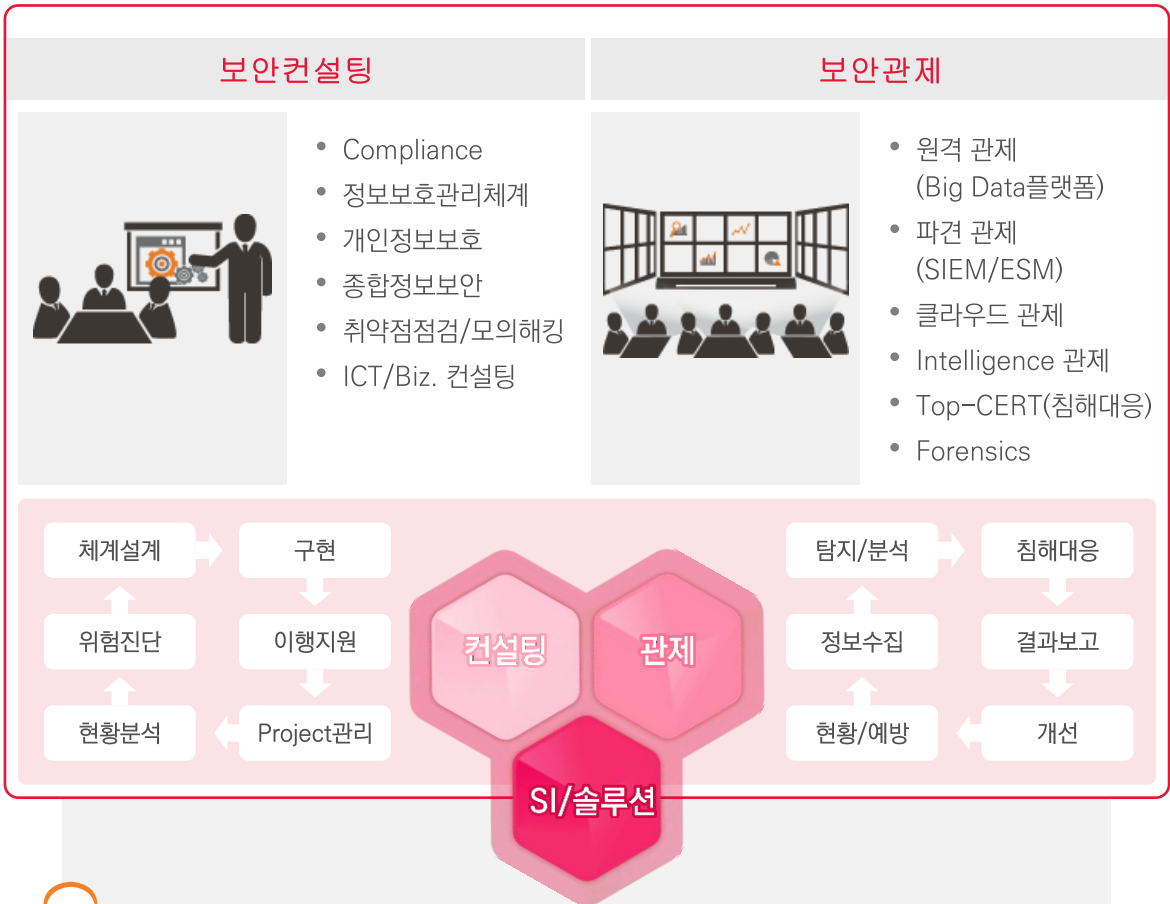 보안컨설팅
• Compliance
• 정보보호관리체계
• 개인정보보호
• 종합정보보안
• 취약점점검/모의해킹
• ICT/Biz. 컨설팅
보안관제
• 원격 관제
(Big Data플랫폼)
• 파견 관제
(SIEM/ESM)
• 클라우드 관제
• Intelligence 관제
• Top-CERT(침해대응)
• Forensics
체계설계
구현
위험진단
이행지원
현황분석
Project관리
컨설팅
관제
SI/솔루션
탐지/분석
침해대응
정보수집
결과보고
현황/예방
개선